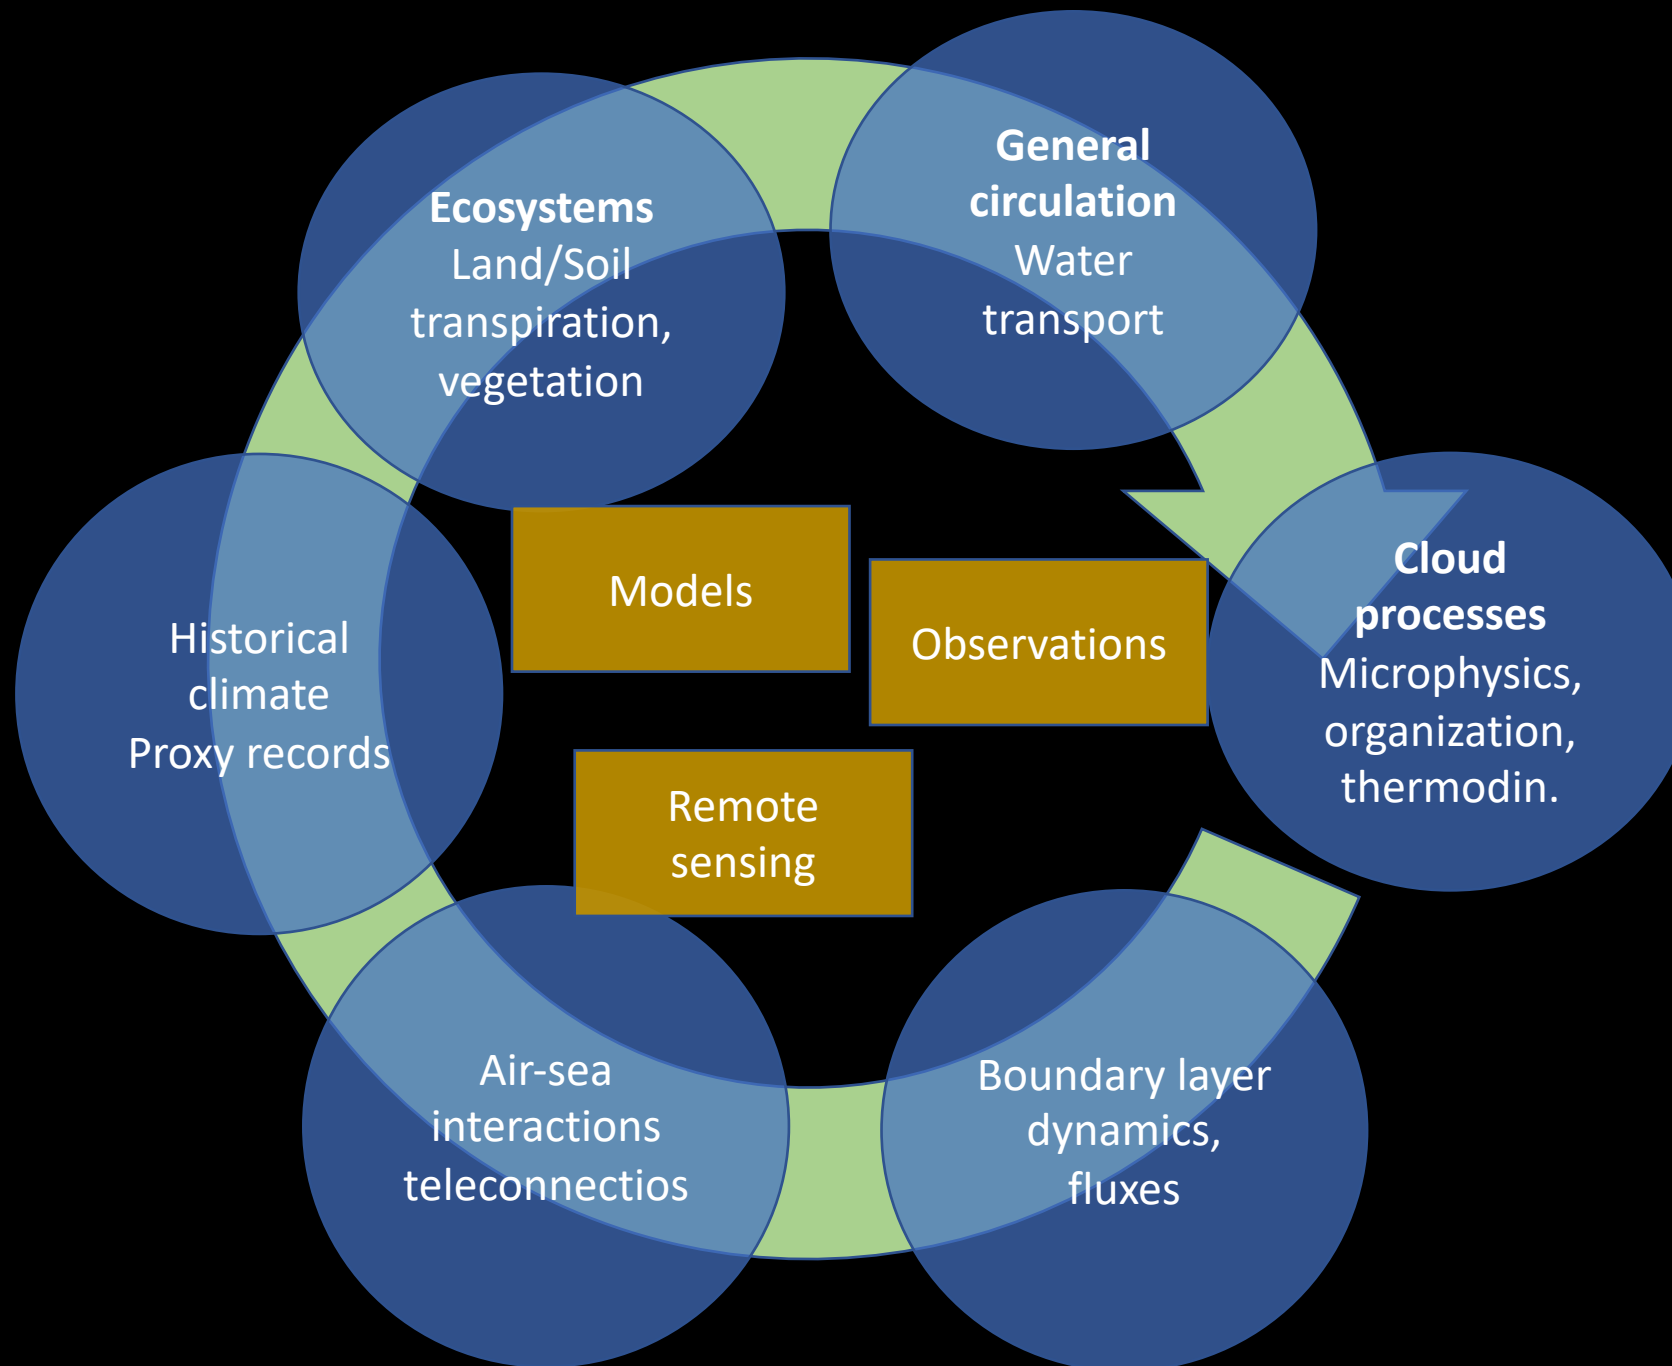 General
circulation
Water
transport
Ecosystems
Land/Soil
transpiration,
vegetation
Cloud
processes
Microphysics,
organization,
thermodin.
Models
Observations
Historical
climate
Proxy records
Remote
sensing
Air-sea
interactions
teleconnectios
Boundary layer
dynamics,
fluxes